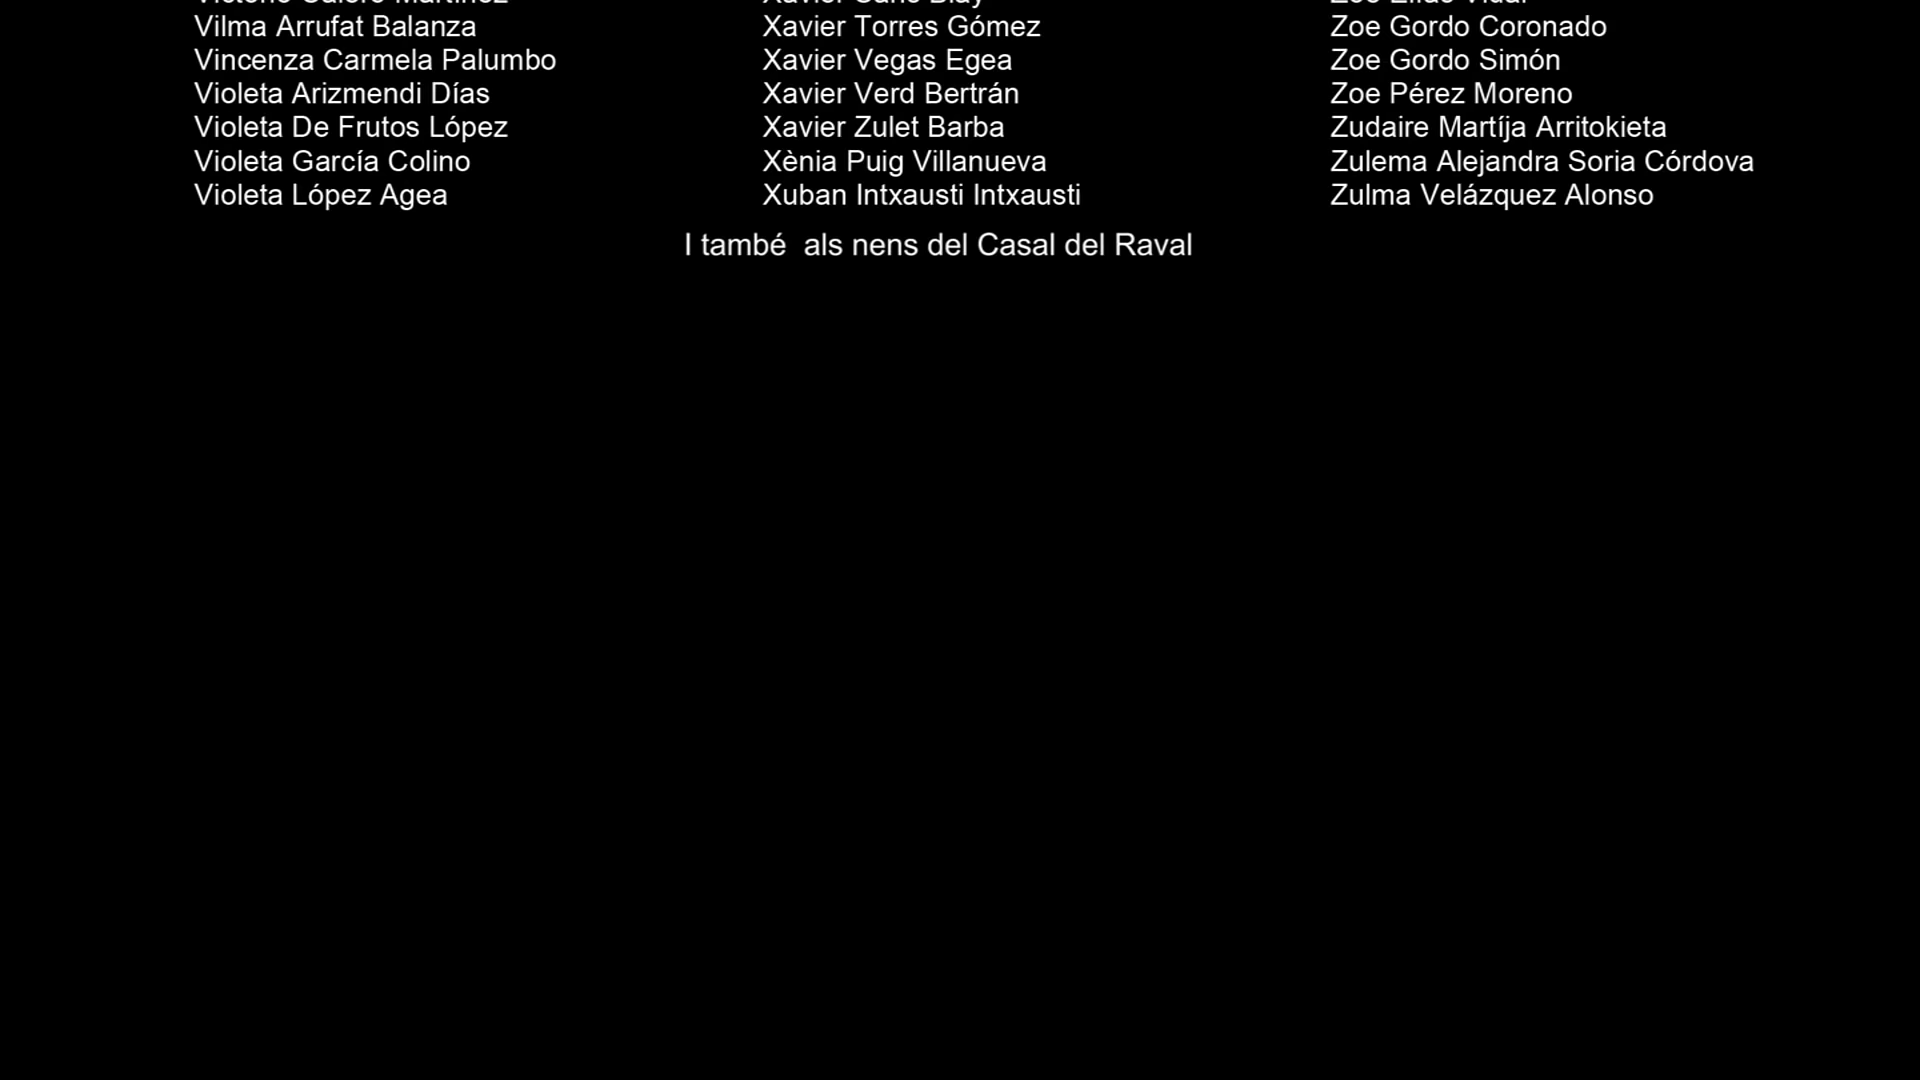 Vilma Arrufat Balanza
Vincenza Carmela Palumbo
Violeta Arizmendi Días
Violeta De Frutos López
Violeta García Colino
Violeta López Agea
Xavier Torres Gómez
Xavier Vegas Egea
Xavier Verd Bertrán
Xavier Zulet Barba
Xènia Puig Villanueva
Xuban Intxausti Intxausti
Zoe Gordo Coronado
Zoe Gordo Simón
Zoe Pérez Moreno
Zudaire Martíja Arritokieta
Zulema Alejandra Soria Córdova
Zulma Velázquez Alonso
I també  als nens del Casal del Raval